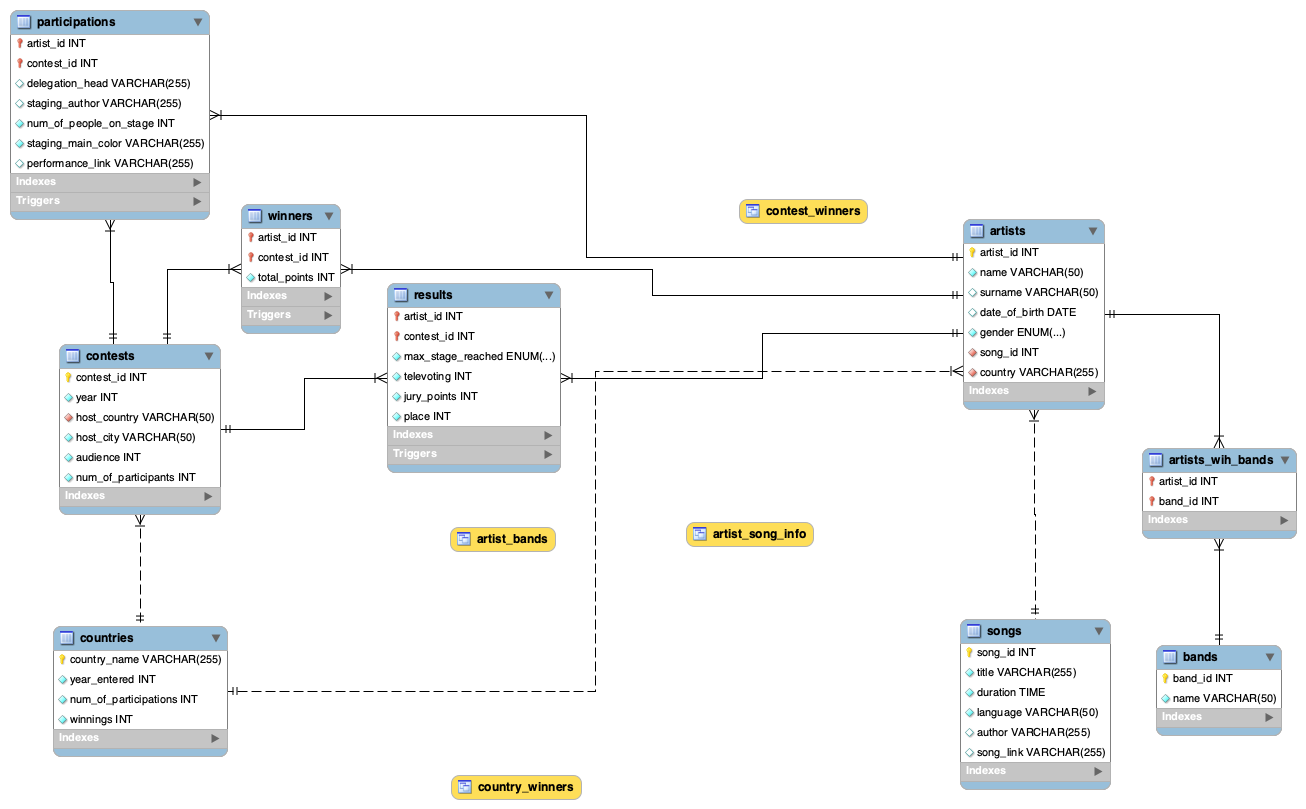 participations
artist_id INT
contest_id INT
delegation_head VARCHAR(255)
staging_author VARCHAR(255)
num_of_people_on_stage INT
staging_main_color VARCHAR(255)
performance_link VARCHAR(255)
Indexes
Triggers
winners
artist_id INT
contest_id INT
total_points INT
Indexes
Triggers
contest_winners
artists
artist_id INT
name VARCHAR(50)
surname VARCHAR(50)
date_of_birth DATE
gender ENUM(...)
song_id INT
country VARCHAR(255)
Indexes
results
artist_id INT
contest_id INT
max_stage_reached ENUM(...)
televoting INT
jury_points INT
place INT
Indexes
Triggers
contests
contest_id INT
year INT
host_country VARCHAR(50)
host_city VARCHAR(50)
audience INT
num_of_participants INT
Indexes
artists_wih_bands
artist_id INT
band_id INT
Indexes
artist_bands
artist_song_info
countries
country_name VARCHAR(255)
year_entered INT
num_of_participations INT
winnings INT
Indexes
songs
song_id INT
title VARCHAR(255)
duration TIME
language VARCHAR(50)
author VARCHAR(255)
song_link VARCHAR(255)
Indexes
bands
band_id INT
name VARCHAR(50)
Indexes
country_winners